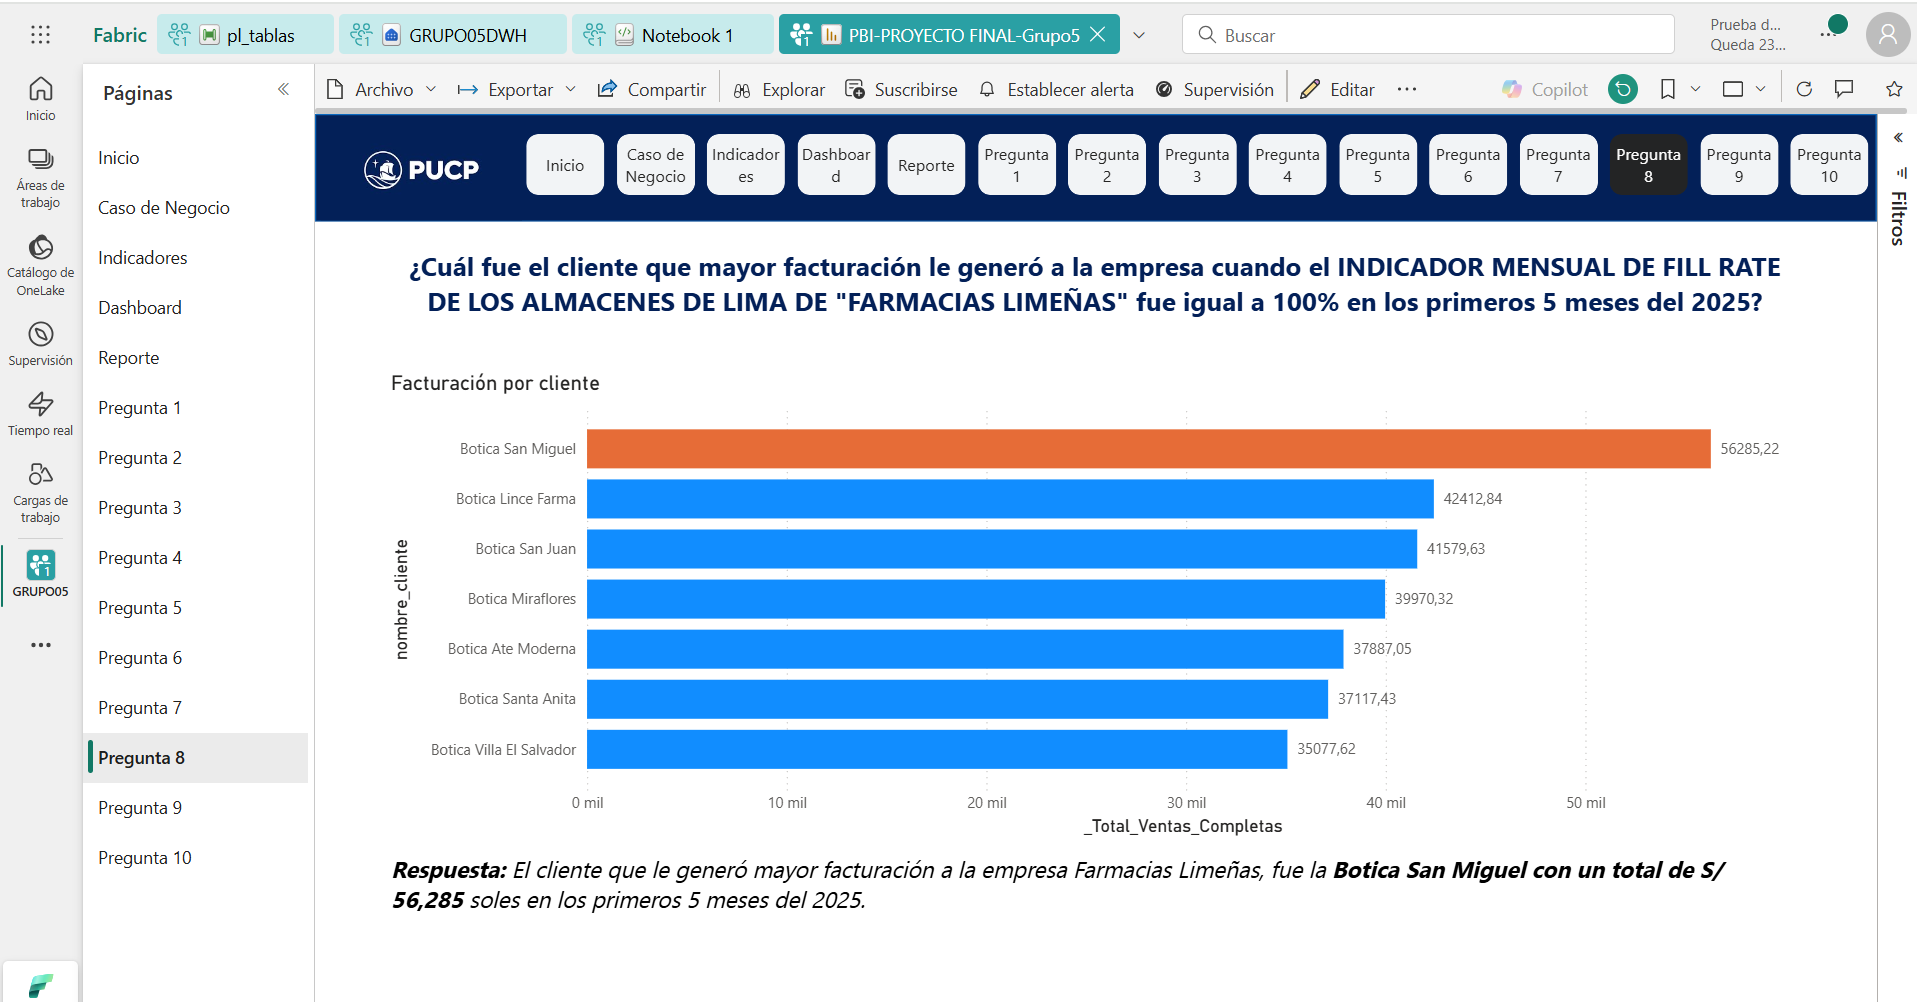 Fabric
pl_tablas
GRUPO05DWH
Notebook 1
PBI-PROYECTO FINAL-Grupo5
Buscar
Prueba d...
Queda 23...
Inicio
Áreas de
trabajo
Catálogo de
OneLake
Supervisión
Tiempo real
Cargas de
trabajo
GRUPO05
Páginas
Inicio
Caso de Negocio
Indicadores
Dashboard
Reporte
Pregunta 1
Pregunta 2
Pregunta 3
Pregunta 4
Pregunta 5
Pregunta 6
Pregunta 7
Pregunta 8
Pregunta 9
Pregunta 10
Archivo
Exportar
Compartir
Explorar
Suscribirse
Establecer alerta
Supervisión
Editar
Copilot
PUCP
Inicio
Caso de
Negocio
Indicador
es
Dashboar
d
Reporte
Pregunta
1
Pregunta
2
Pregunta
3
Pregunta
4
Pregunta
5
Pregunta
6
Pregunta
7
Pregunta
8
Pregunta
9
Pregunta
10
Filtros
¿Cuál fue el cliente que mayor facturación le generó a la empresa cuando el INDICADOR MENSUAL DE FILL RATE
DE LOS ALMACENES DE LIMA DE "FARMACIAS LIMEÑAS" fue igual a 100% en los primeros 5 meses del 2025?
Facturación por cliente
nombre_cliente
Botica San Miguel 56285,22
Botica Lince Farma 42412,84
Botica San Juan 41579,63
Botica Miraflores 39970,32
Botica Ate Moderna 37887,05
Botica Santa Anita 37117,43
Botica Villa El Salvador 35077,62
0 mil 10 mil 20 mil 30 mil 40 mil 50 mil
_Total_Ventas_Completas
Respuesta: El cliente que le generó mayor facturación a la empresa Farmacias Limeñas, fue la Botica San Miguel con un total de S/
56,285 soles en los primeros 5 meses del 2025.